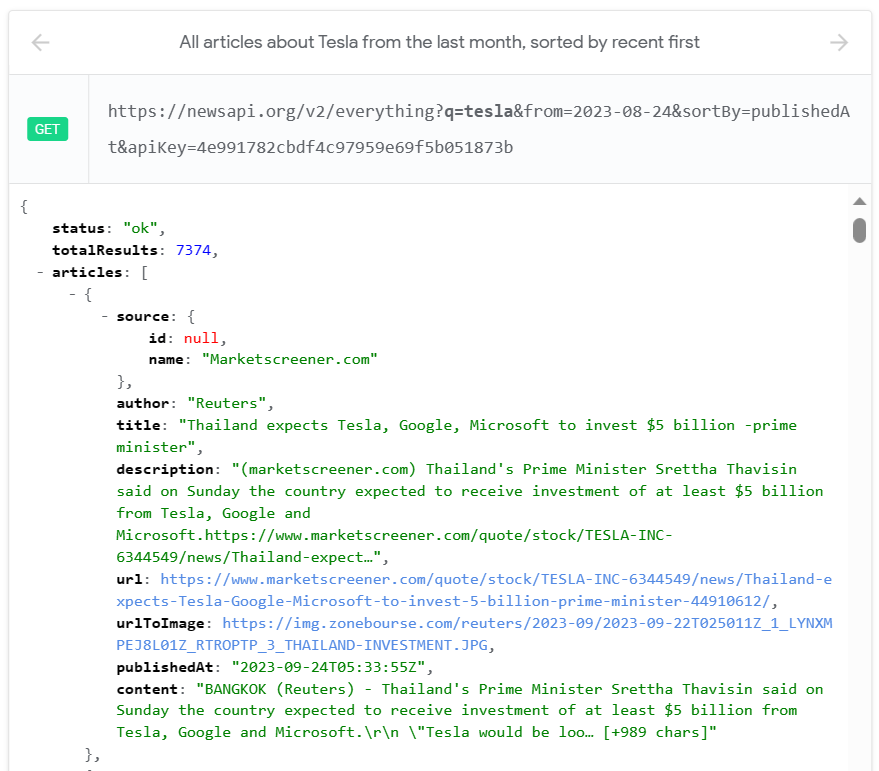 All articles about Tesla from the last month, sorted by recent first
GET
https://newsapi.org/v2/everything?q=tesla&from=2023-08-24&sortBy=publishedA
t&apiKey=4e991782cbdf4c97959e69f5b051873b
{
status: "ok",
totalResults: 7374,
- articles: [
- {
- source: {
id: null,
name: "Marketscreener.com"
},
author: "Reuters",
title: "Thailand expects Tesla, Google, Microsoft to invest $5 billion -prime
minister",
description: "(marketscreener.com) Thailand's Prime Minister Srettha Thavisin
said on Sunday the country expected to receive investment of at least $5 billion
from Tesla, Google and
Microsoft.https://www.marketscreener.com/quote/stock/TESLA-INC-
6344549/news/Thailand-expect…",
url: https://www.marketscreener.com/quote/stock/TESLA-INC-6344549/news/Thailand-e
xpects-Tesla-Google-Microsoft-to-invest-5-billion-prime-minister-44910612/,
urlToImage: https://img.zonebourse.com/reuters/2023-09/2023-09-22T025011Z_1_LYNXM
PEJ8L01Z_RTROPTP_3_THAILAND-INVESTMENT.JPG,
publishedAt: "2023-09-24T05:33:55Z",
content: "BANGKOK (Reuters) - Thailand's Prime Minister Srettha Thavisin said on
Sunday the country expected to receive investment of at least $5 billion from
Tesla, Google and Microsoft.\r\n \"Tesla would be loo… [+989 chars]"
},